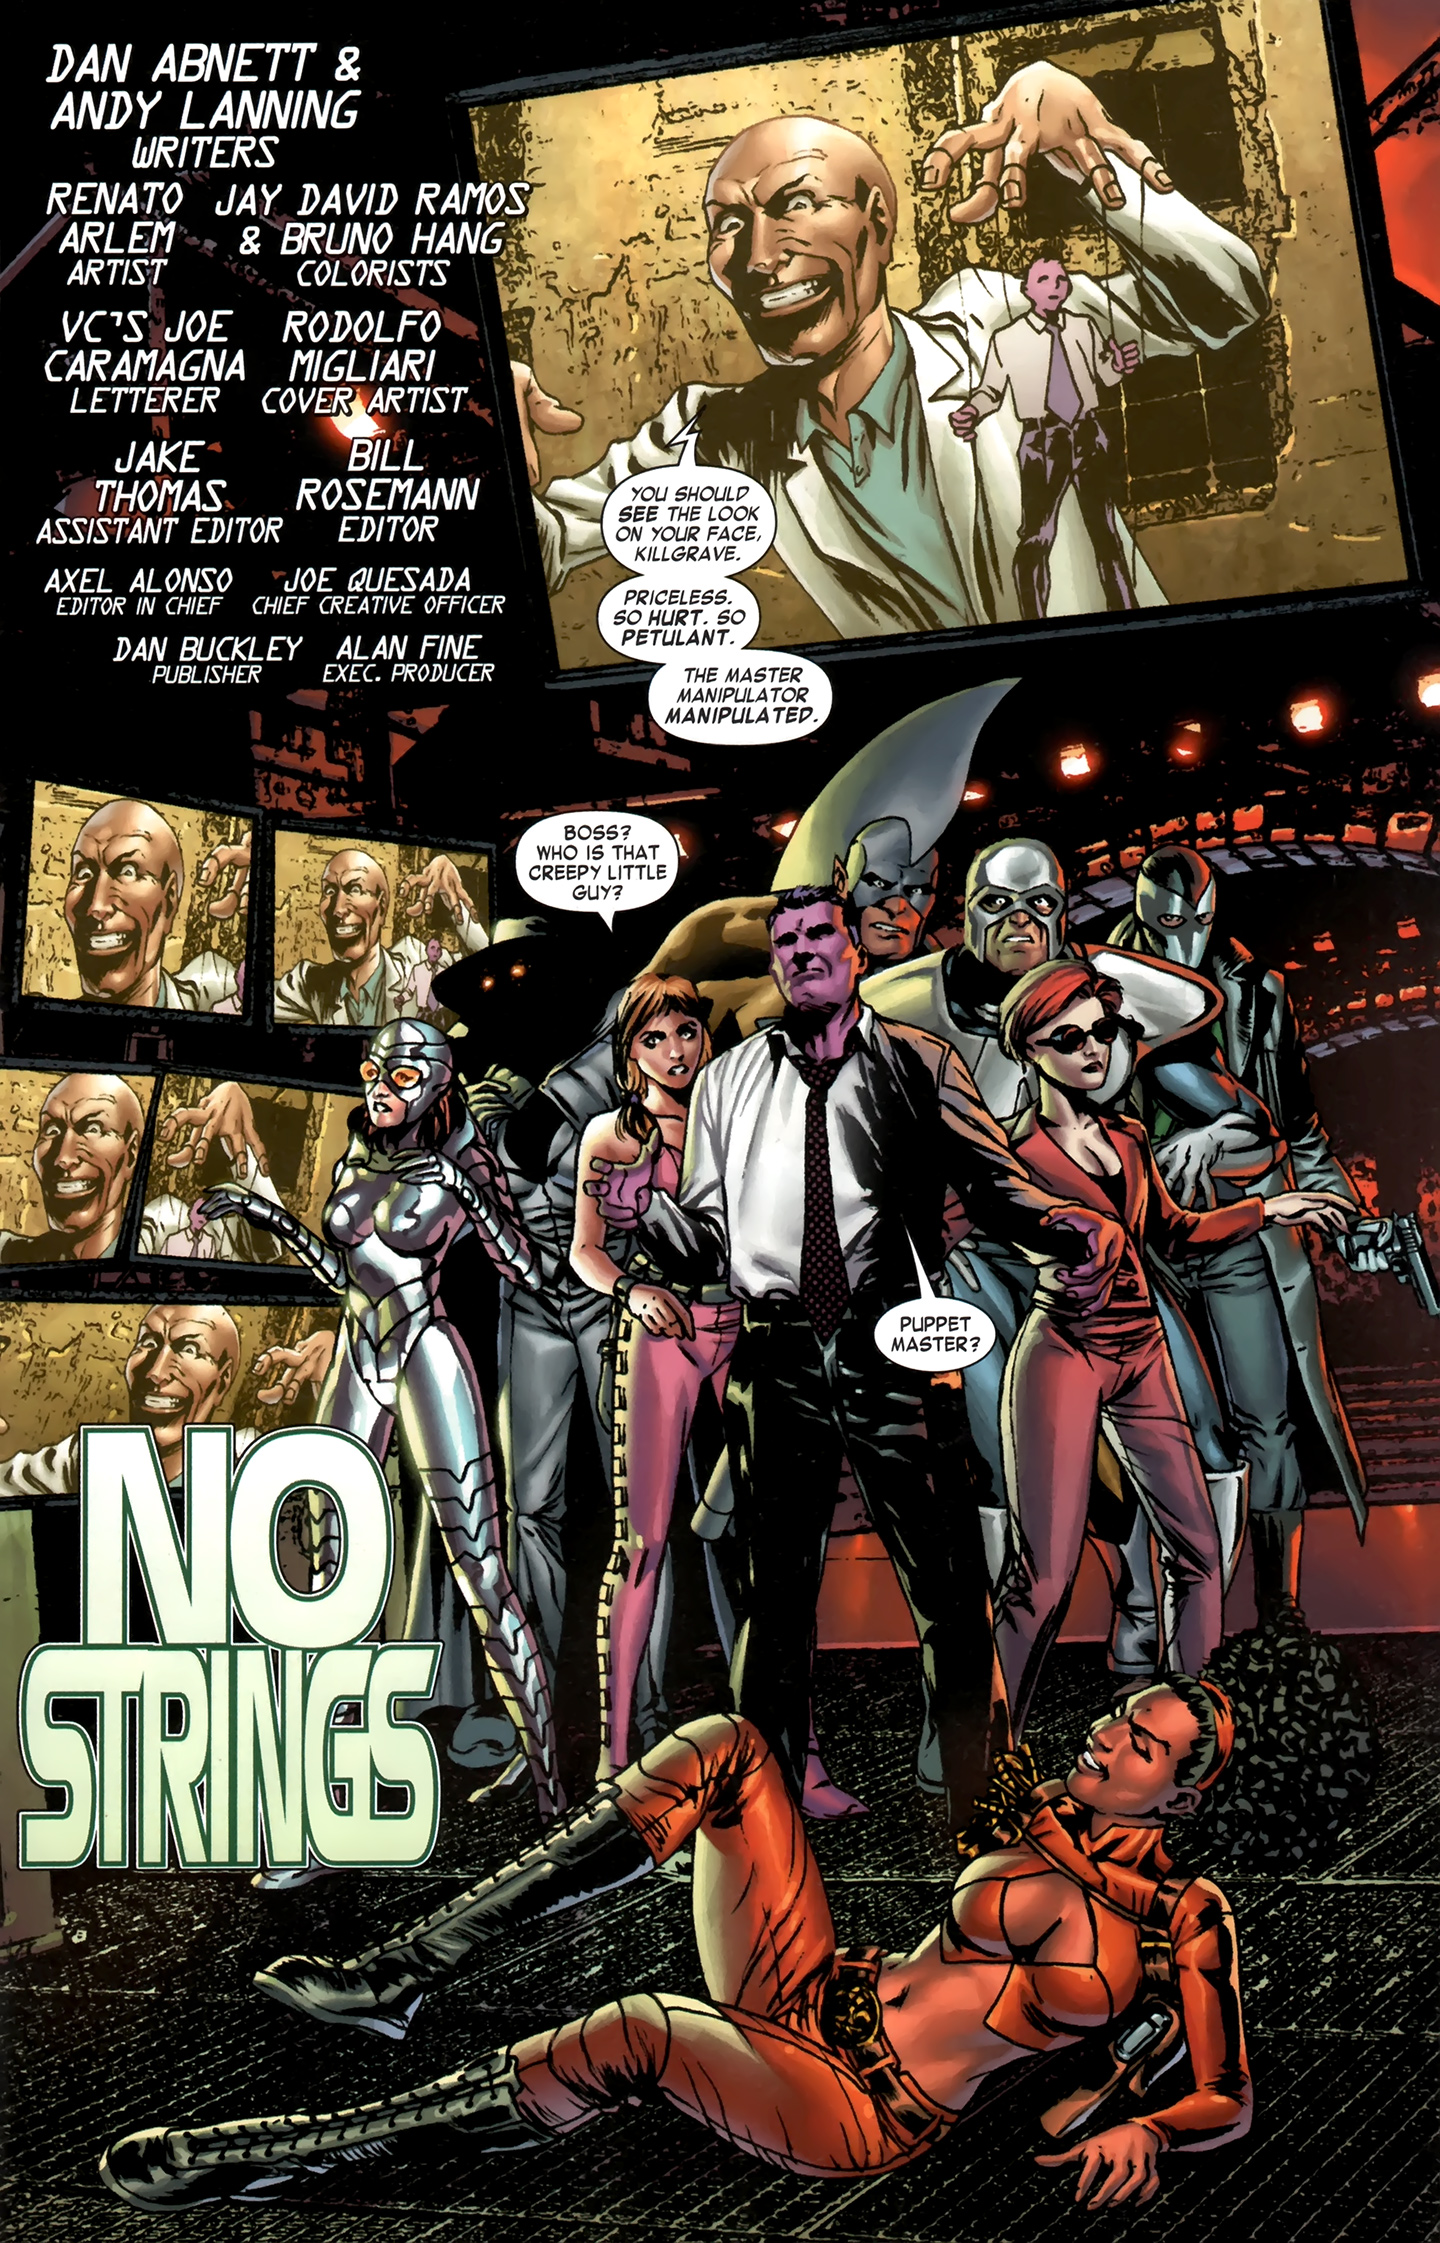 DAN ABNETT &
ANDY LANNING
WRITERS
RENATO
ARLEM
ARTIST
JAY DAVID RAMOS
& BRUNO HANG
COLORISTS
VC'S JOE
CARAMAGNA
LETTERER
RODOLFO
MIGLIARI
COVER ARTIST
JAKE
THOMAS
ASSISTANT EDITOR
BILL
ROSEMANN
EDITOR
AXEL ALONSO
EDITOR IN CHIEF
JOE QUESADA
CHIEF CREATIVE OFFICER
DAN BUCKLEY
PUBLISHER
ALAN FINE
EXEC. PRODUCER
YOU SHOULD
SEE THE LOOK
ON YOUR FACE,
KILLGRAVE.
PRICELESS.
SO HURT. SO
PETULANT.
THE MASTER
MANIPULATOR
MANIPULATED.
BOSS?
WHO IS THAT
CREEPY LITTLE
GUY?
PUPPET
MASTER?
NO
STRINGS